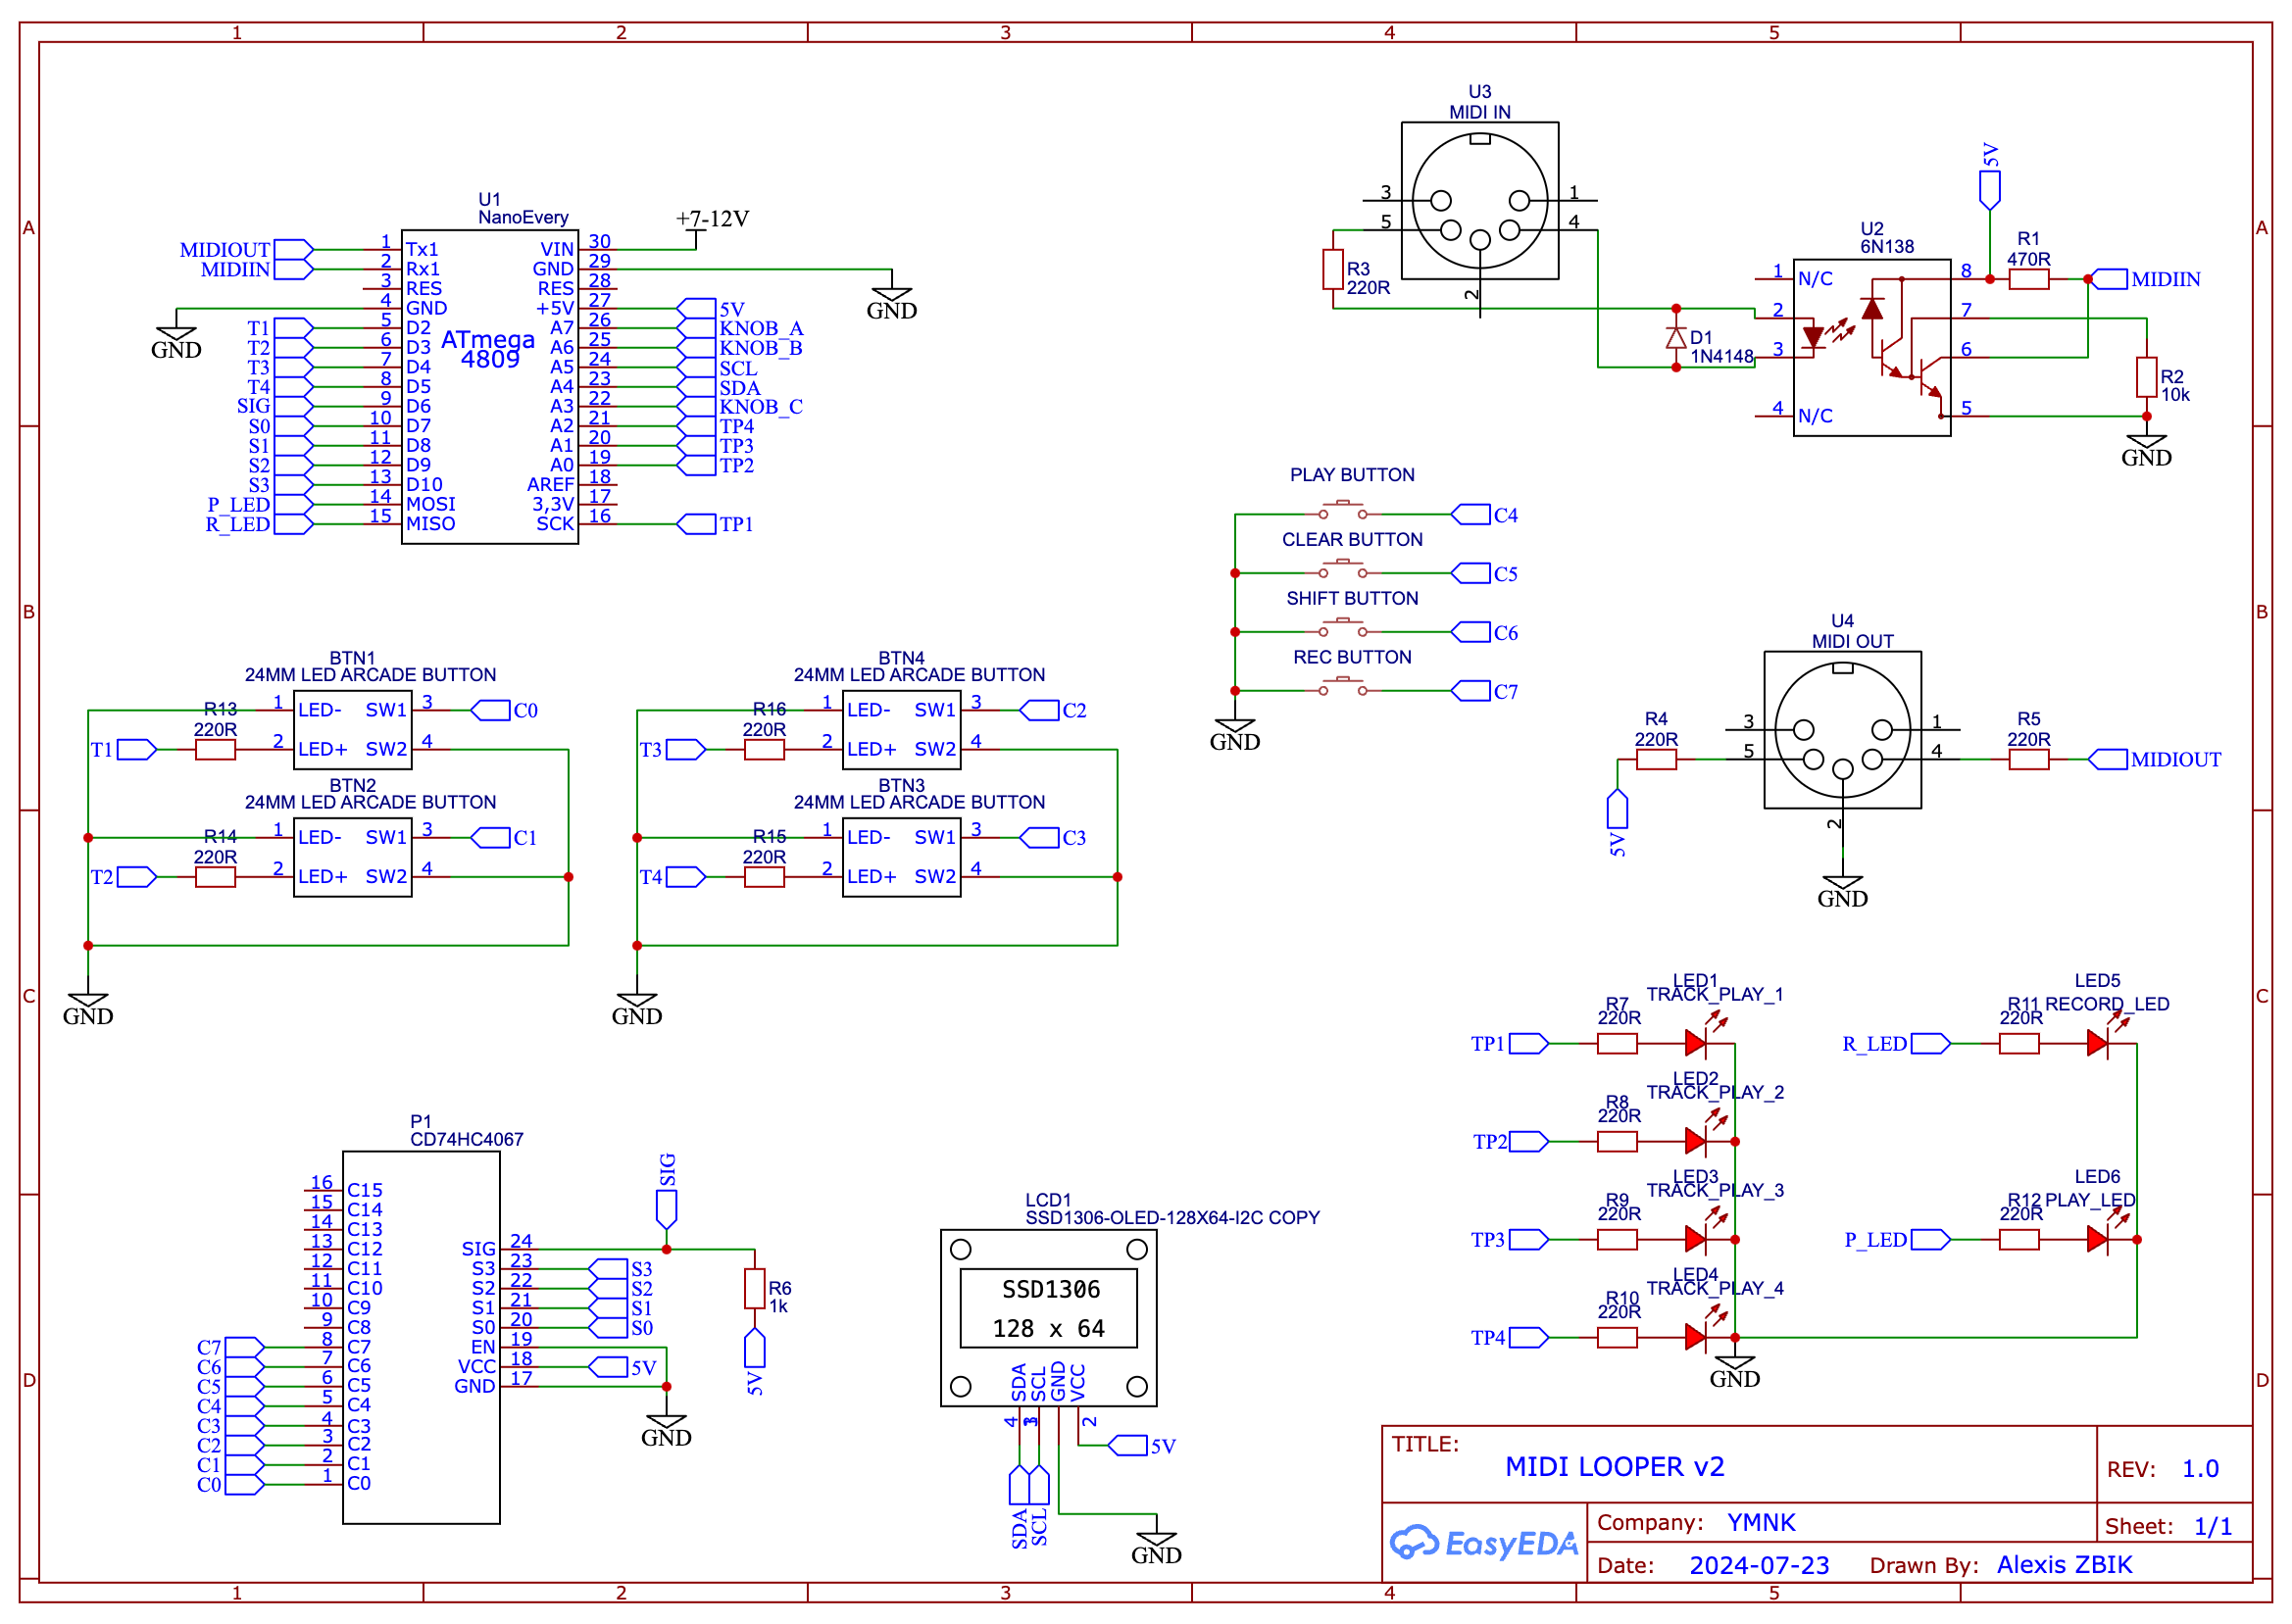 1 2 3 4 5
A
B
C
D
A
B
C
D
U1
NanoEvery
ATmega
4809
+7-12V
GND
GND
MIDIOUT 1 Tx1
MIDIIN 2 Rx1
3 RES
4 GND
T1 5 D2
T2 6 D3
T3 7 D4
T4 8 D5
SIG 9 D6
S0 10 D7
S1 11 D8
S2 12 D9
S3 13 D10
P_LED 14 MOSI
R_LED 15 MISO
VIN 30
GND 29
RES 28
+5V 27 5V
A7 26 KNOB_A
A6 25 KNOB_B
A5 24 SCL
A4 23 SDA
A3 22 KNOB_C
A2 21 TP4
A1 20 TP3
A0 19 TP2
AREF 18
3,3V 17
SCK 16 TP1
U3
MIDI IN
3 1
5 4
2
R3
220R
D1
1N4148
U2
6N138
1 N/C
2
3
4 N/C
8
7
6
5
5V
R1
470R
MIDIIN
R2
10k
GND
PLAY BUTTON
C4
CLEAR BUTTON
C5
SHIFT BUTTON
C6
REC BUTTON
C7
GND
U4
MIDI OUT
3 1
5 4
2
R4
220R
5V
R5
220R
MIDIOUT
GND
BTN1
24MM LED ARCADE BUTTON
R13
220R
T1
1 LED- SW1 3 C0
2 LED+ SW2 4
BTN2
24MM LED ARCADE BUTTON
R14
220R
T2
1 LED- SW1 3 C1
2 LED+ SW2 4
GND
BTN4
24MM LED ARCADE BUTTON
R16
220R
T3
1 LED- SW1 3 C2
2 LED+ SW2 4
BTN3
24MM LED ARCADE BUTTON
R15
220R
T4
1 LED- SW1 3 C3
2 LED+ SW2 4
GND
P1
CD74HC4067
16 C15
15 C14
14 C13
13 C12
12 C11
11 C10
10 C9
9 C8
C7 8 C7
C6 7 C6
C5 6 C5
C4 5 C4
C3 4 C3
C2 3 C2
C1 2 C1
C0 1 C0
SIG 24
S3 23 S3
S2 22 S2
S1 21 S1
S0 20 S0
EN 19
VCC 18 5V
GND 17
SIG
R6
1k
5V
GND
LCD1
SSD1306-OLED-128X64-I2C COPY
SSD1306
128 x 64
SDA SCL GND VCC
4 3 1 2
5V
SDA SCL
GND
LED1
TRACK_PLAY_1
R7
220R
TP1
LED2
TRACK_PLAY_2
R8
220R
TP2
LED3
TRACK_PLAY_3
R9
220R
TP3
LED4
TRACK_PLAY_4
R10
220R
TP4
GND
LED5
R11 RECORD_LED
220R
R_LED
LED6
R12 PLAY_LED
220R
P_LED
TITLE:
MIDI LOOPER v2
REV: 1.0
EasyEDA
Company: YMNK
Sheet: 1/1
Date: 2024-07-23 Drawn By: Alexis ZBIK
1 2 3 4 5